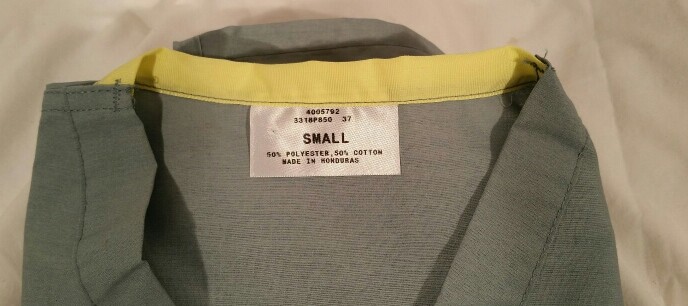 4005792
3318P850 37
SMALL
50% POLYESTER,50% COTTON
MADE IN HONDURAS